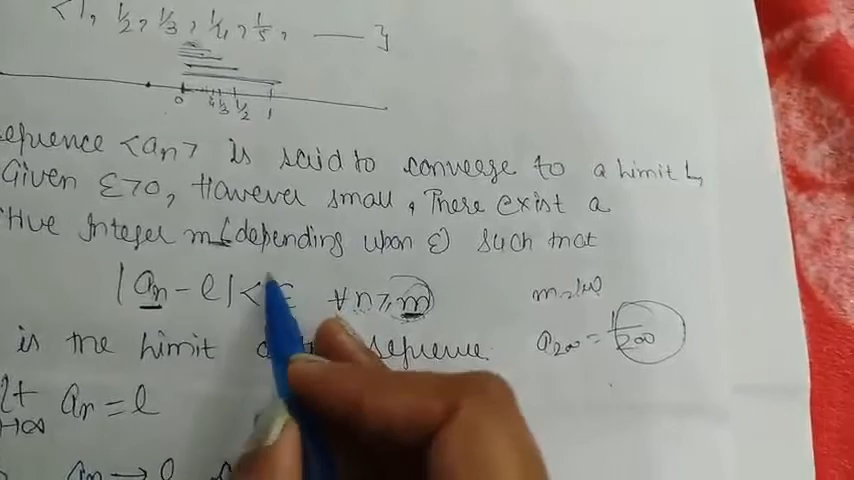 <1, 1/2, 1/3, 1/4, 1/5, —— }
0 1/4 1/3 1/2 1
sequence <an> is said to converge to a limit L,
Given ε>0, However small, There exist a
+ive Integer m (depending upon ε) such that
|an - l| < ε ∀ n ≥ m
is the limit sequence.
a200 = 1/200
lt an = l
n→∞
an → l